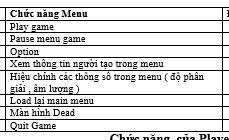 Chức năng Menu
Play game
Pause menu game
Option
Xem thông tin người tạo trong menu
Hiệu chỉnh các thông số trong menu ( độ phân
giải , âm lượng )
Load lại main menu
Màn hình Dead
Quit Game
Chức năng của Playe